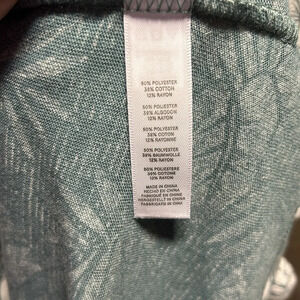 50% POLYESTER
38% COTTON
12% RAYON
50% POLYESTER
38% ALGODON
12% RAYON
50% POLYESTER
38% COTON
12% RAYONNE
50% POLYESTER
38% BAUMWOLLE
12% RAYON
50% POLIESTERE
38% COTONE
12% RAYON
MADE IN CHINA
HECHO EN CHINA
FABRIQUÉ EN CHINE
HERGESTELLT IN CHINA
FABBRICATO IN CHINA